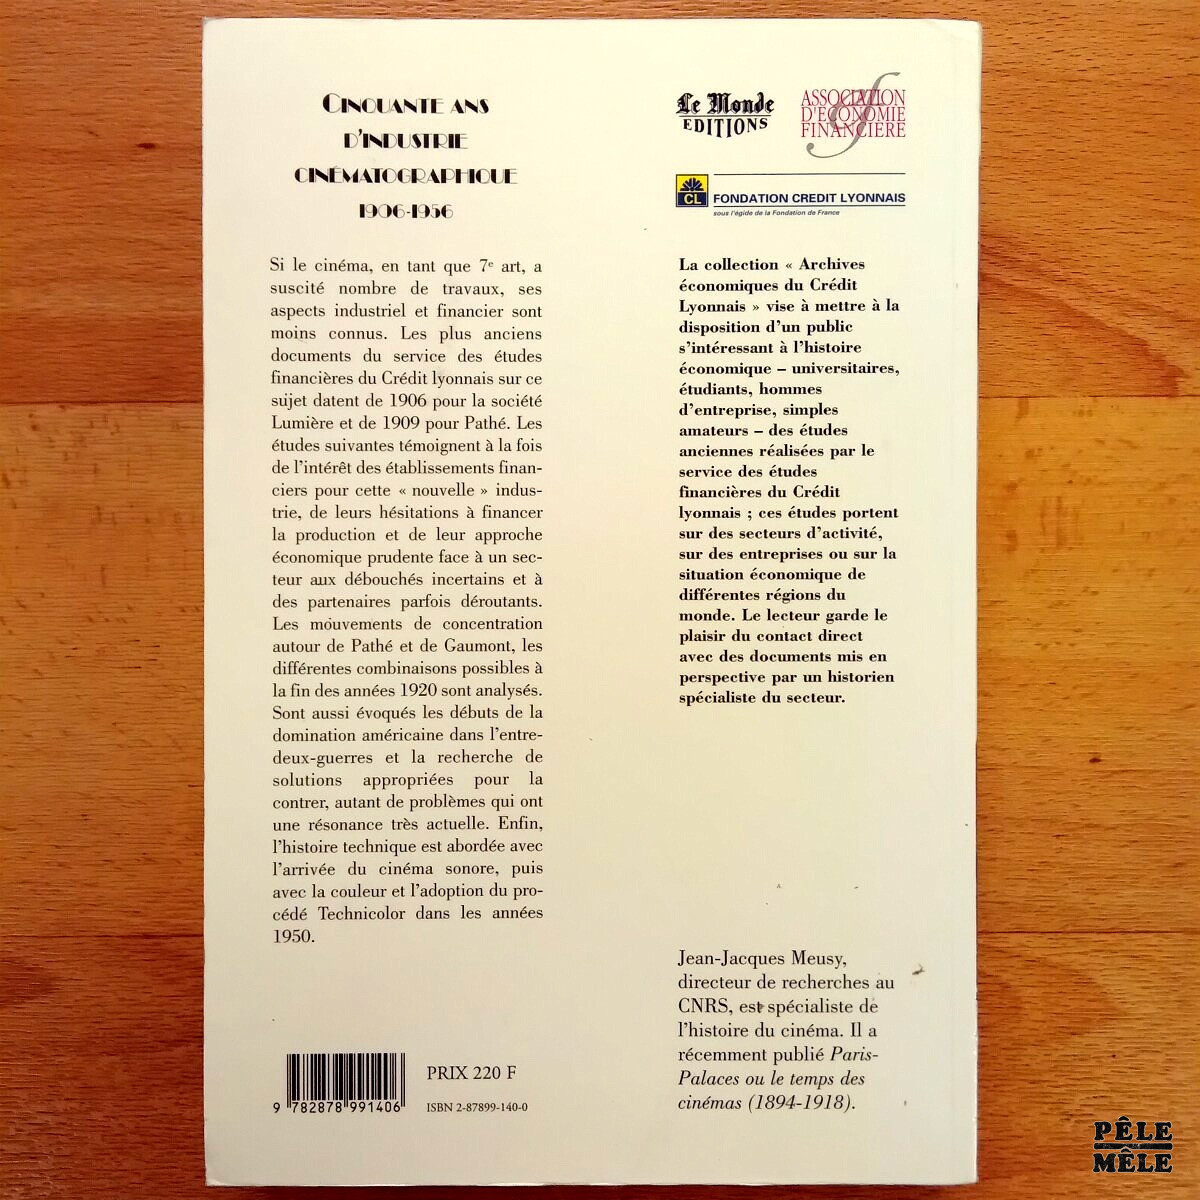 CINQUANTE ANS
D'INDUSTRIE
CINÉMATOGRAPHIQUE
1906-1956
Si le cinéma, en tant que 7e art, a
suscité nombre de travaux, ses
aspects industriel et financier sont
moins connus. Les plus anciens
documents du service des études
financières du Crédit lyonnais sur ce
sujet datent de 1906 pour la société
Lumière et de 1909 pour Pathé. Les
études suivantes témoignent à la fois
de l'intérêt des établissements finan-
ciers pour cette « nouvelle » indus-
trie, de leurs hésitations à financer
la production et de leur approche
économique prudente face à un sec-
teur aux débouchés incertains et à
des partenaires parfois déroutants.
Les mouvements de concentration
autour de Pathé et de Gaumont, les
différentes combinaisons possibles à
la fin des années 1920 sont analysés.
Sont aussi évoqués les débuts de la
domination américaine dans l'entre-
deux-guerres et la recherche de
solutions appropriées pour la
contrer, autant de problèmes qui ont
une résonance très actuelle. Enfin,
l'histoire technique est abordée avec
l'arrivée du cinéma sonore, puis
avec la couleur et l'adoption du pro-
cédé Technicolor dans les années
1950.
9 782878 991406
PRIX 220 F
ISBN 2-87899-140-0
Le Monde
EDITIONS
ASSOCIATION
D'ÉCONOMIE
FINANCIÈRE
CL
FONDATION CREDIT LYONNAIS
sous l'égide de la Fondation de France
La collection « Archives
économiques du Crédit
Lyonnais » vise à mettre à la
disposition d'un public
s'intéressant à l'histoire
économique – universitaires,
étudiants, hommes
d'entreprise, simples
amateurs – des études
anciennes réalisées par le
service des études
financières du Crédit
lyonnais ; ces études portent
sur des secteurs d'activité,
sur des entreprises ou sur la
situation économique de
différentes régions du
monde. Le lecteur garde le
plaisir du contact direct
avec des documents mis en
perspective par un historien
spécialiste du secteur.
Jean-Jacques Meusy,
directeur de recherches au
CNRS, est spécialiste de
l'histoire du cinéma. Il a
récemment publié Paris-
Palaces ou le temps des
cinémas (1894-1918).
PÊLE
MÊLE